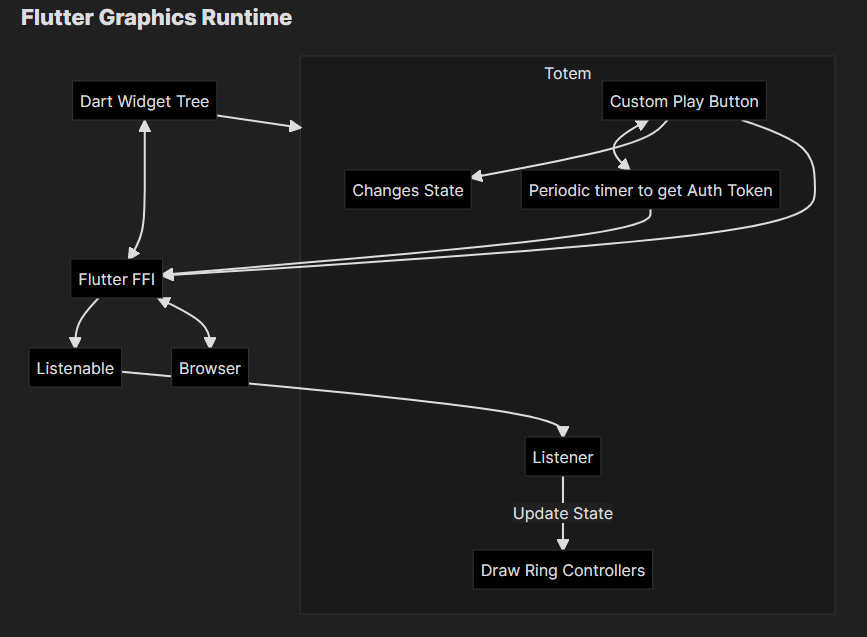 Flutter Graphics Runtime
Totem
Dart Widget Tree
Custom Play Button
Changes State
Periodic timer to get Auth Token
Flutter FFI
Listenable
Browser
Listener
Update State
Draw Ring Controllers